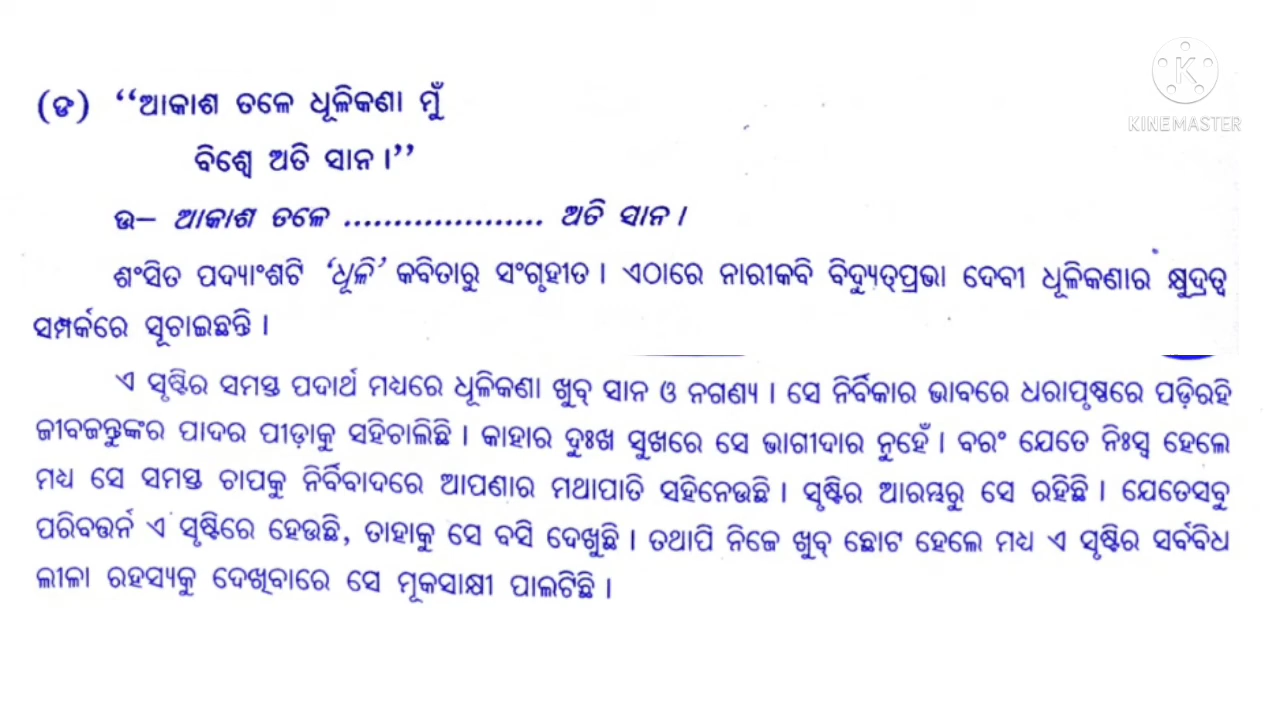 KINEMASTER
(ଙ) “ଆକାଶ ତଳେ ଧୂଳିକଣା ମୁଁ
ବିଶ୍ୱେ ଅତି ସାନ।”
ଉ– ଆକାଶ ତଳେ .................... ଅତି ସାନ।
ଶଂସିତ ପଦ୍ୟାଂଶଟି ‘ଧୂଳି’ କବିତାରୁ ସଂଗୃହୀତ। ଏଠାରେ ନାରୀକବି ବିଦ୍ୟୁତ୍‌ପ୍ରଭା ଦେବୀ ଧୂଳିକଣାର କ୍ଷୁଦ୍ରତ୍ୱ
ସମ୍ପର୍କରେ ସୂଚାଇଛନ୍ତି।
ଏ ସୃଷ୍ଟିର ସମସ୍ତ ପଦାର୍ଥ ମଧ୍ୟରେ ଧୂଳିକଣା ଖୁବ୍ ସାନ ଓ ନଗଣ୍ୟ। ସେ ନିର୍ବିକାର ଭାବରେ ଧରାପୃଷ୍ଠରେ ପଡ଼ିରହି
ଜୀବଜନ୍ତୁଙ୍କର ପାଦର ପୀଡ଼ାକୁ ସହିଚାଲିଛି। କାହାର ଦୁଃଖ ସୁଖରେ ସେ ଭାଗୀଦାର ନୁହେଁ। ବରଂ ଯେତେ ନିଃସ୍ୱ ହେଲେ
ମଧ୍ୟ ସେ ସମସ୍ତ ଚାପକୁ ନିର୍ବିବାଦରେ ଆପଣାର ମଥାପାତି ସହିନେଉଛି। ସୃଷ୍ଟିର ଆରମ୍ଭରୁ ସେ ରହିଛି। ଯେତେସବୁ
ପରିବର୍ତ୍ତନ ଏ ସୃଷ୍ଟିରେ ହେଉଛି, ତାହାକୁ ସେ ବସି ଦେଖୁଛି। ତଥାପି ନିଜେ ଖୁବ୍ ଛୋଟ ହେଲେ ମଧ୍ୟ ଏ ସୃଷ୍ଟିର ସର୍ବବିଧ
ଲୀଳା ରହସ୍ୟକୁ ଦେଖିବାରେ ସେ ମୂକସାକ୍ଷୀ ପାଲଟିଛି।